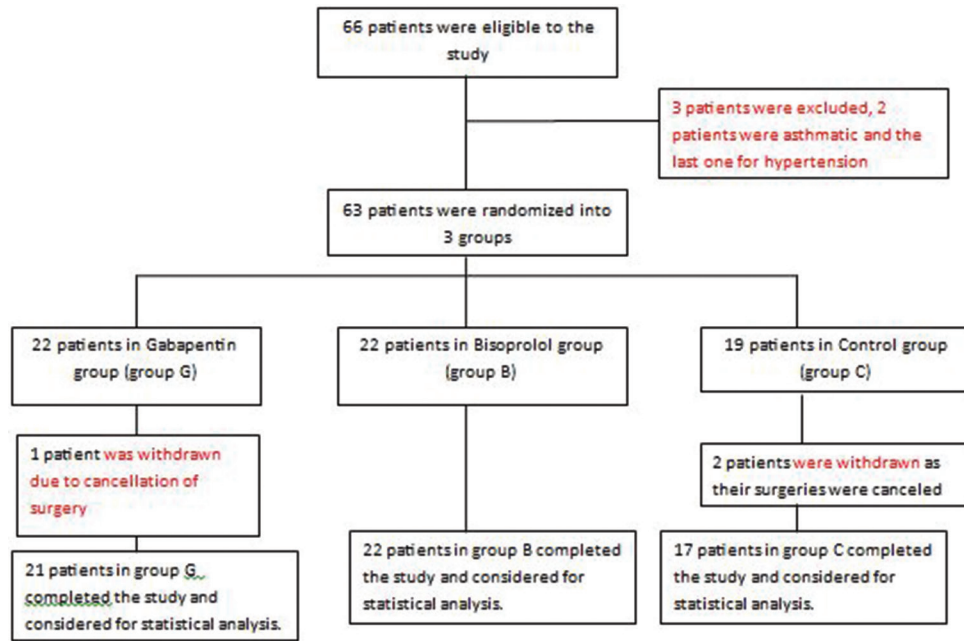 66 patients were eligible to the
study
3 patients were excluded, 2
patients were asthmatic and the
last one for hypertension
63 patients were randomized into
3 groups
22 patients in Gabapentin
group (group G)
22 patients in Bisoprolol group
(group B)
19 patients in Control group
(group C)
1 patient was withdrawn
due to cancellation of
surgery
2 patients were withdrawn as
their surgeries were canceled
21 patients in group G
completed the study and
considered for statistical analysis.
22 patients in group B completed
the study and considered for
statistical analysis.
17 patients in group C completed
the study and considered for
statistical analysis.